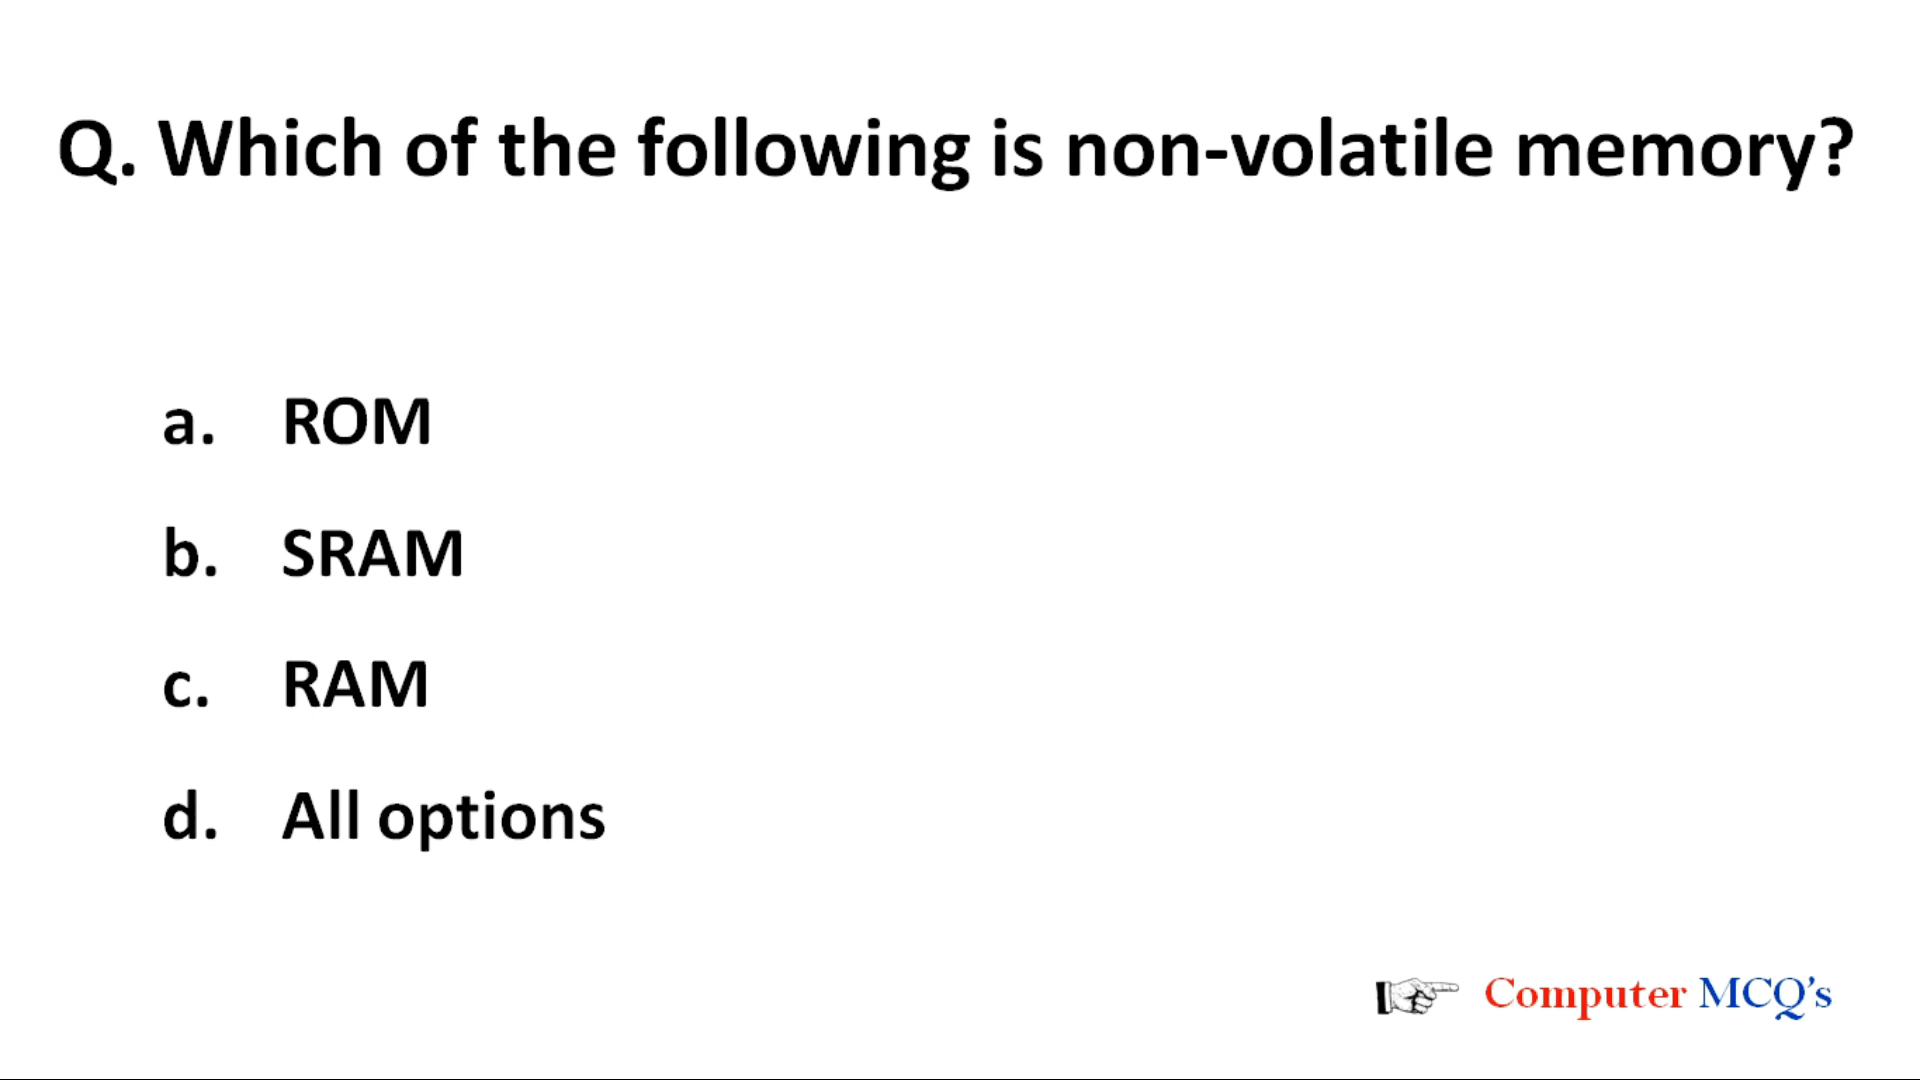 Q. Which of the following is non-volatile memory?
a. ROM
b. SRAM
c. RAM
d. All options
Computer MCQ's